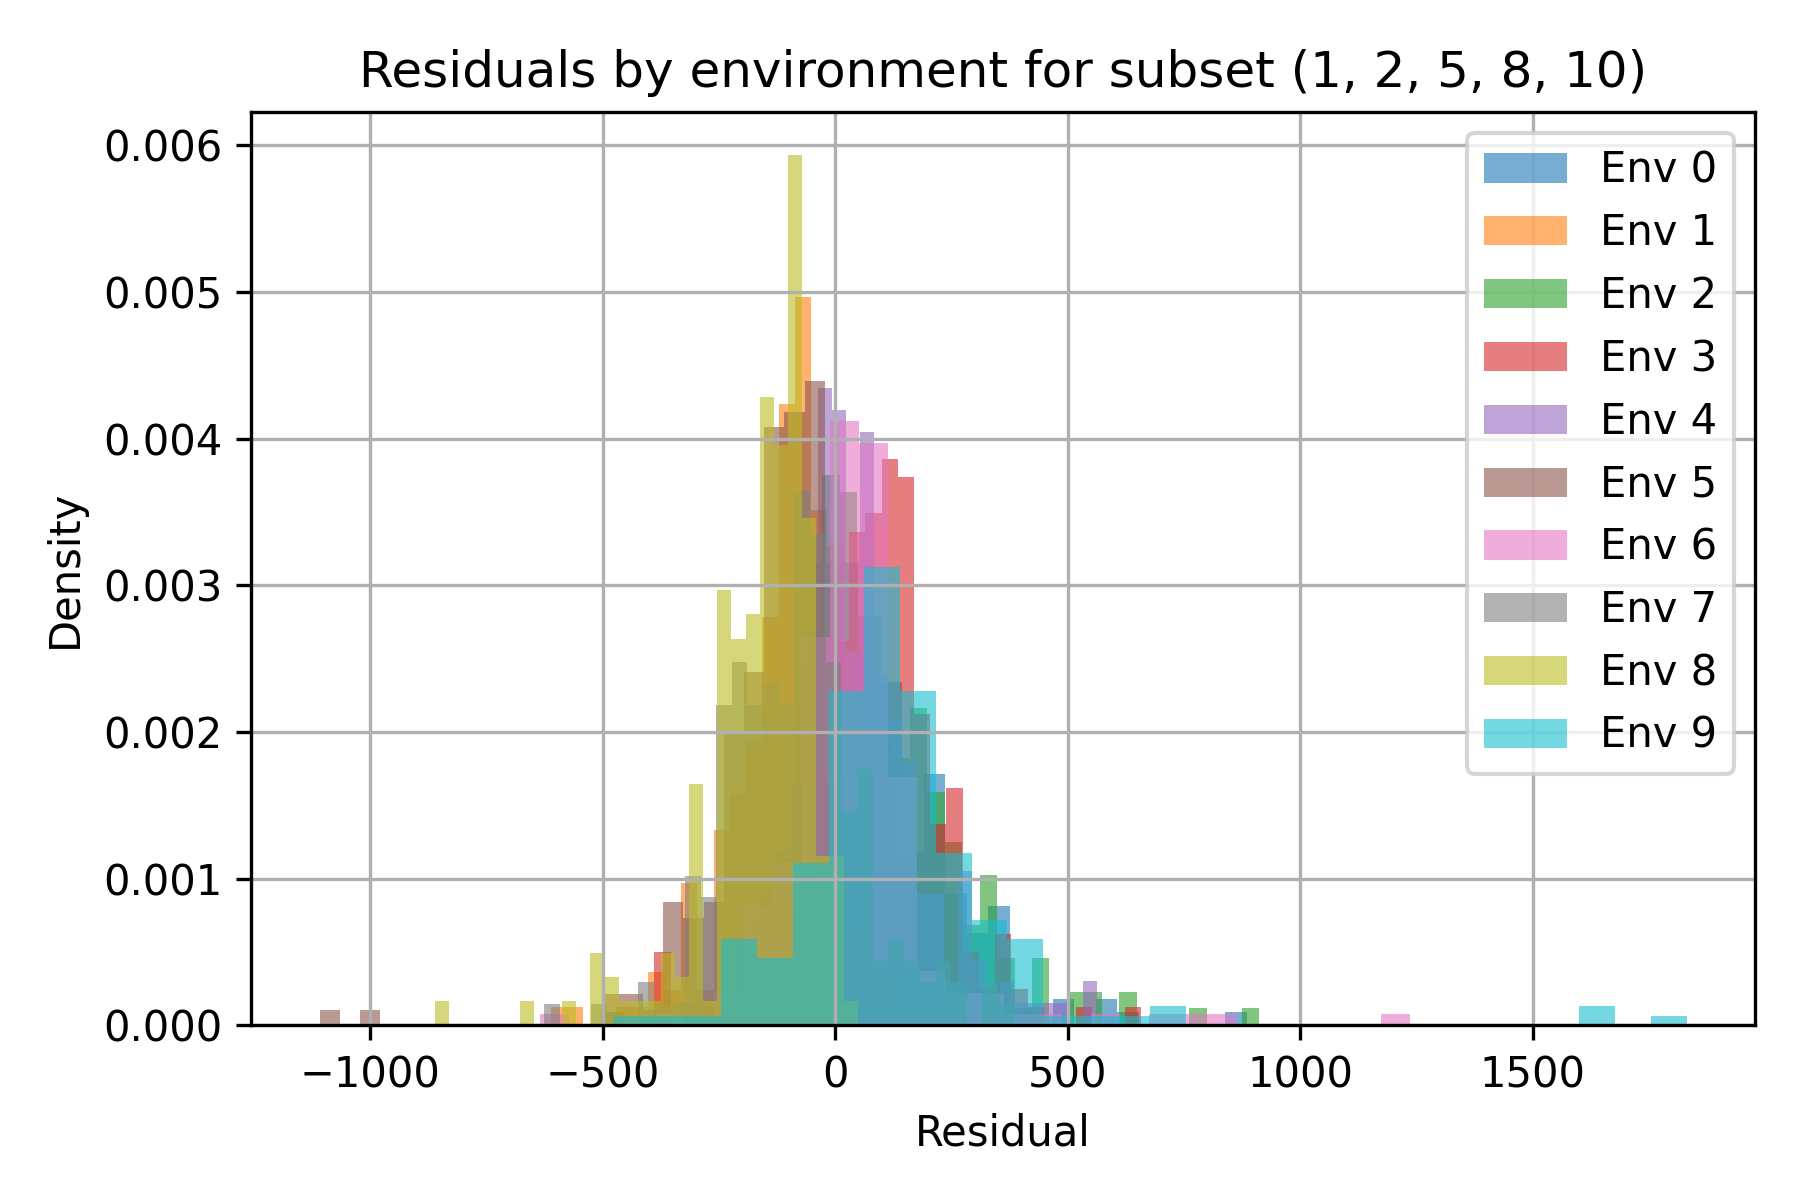 Residuals by environment for subset (1, 2, 5, 8, 10)
0.006
0.005
0.004
0.003
0.002
0.001
0.000
Density
Env 0
Env 1
Env 2
Env 3
Env 4
Env 5
Env 6
Env 7
Env 8
Env 9
−1000 −500 0 500 1000 1500
Residual